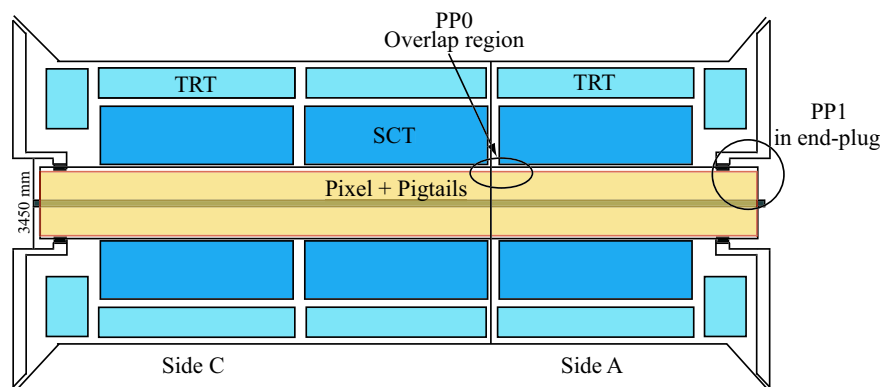 PP0
Overlap region
TRT
TRT
PP1
in end-plug
SCT
Pixel + Pigtails
3450 mm
Side C
Side A